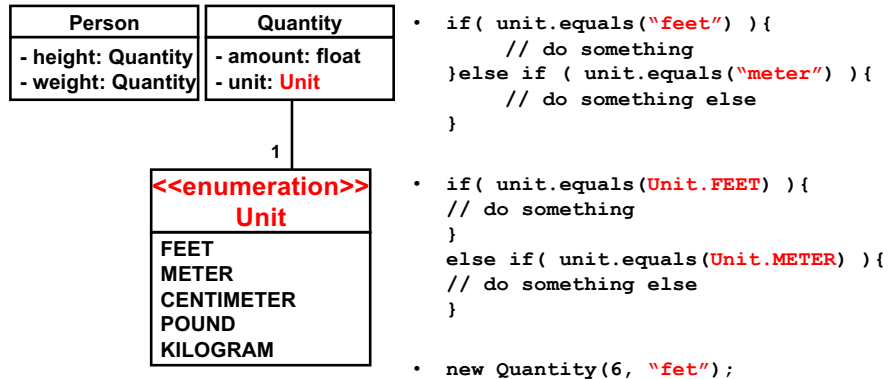 Person
- height: Quantity
- weight: Quantity
Quantity
- amount: float
- unit: Unit
1
<<enumeration>>
Unit
FEET
METER
CENTIMETER
POUND
KILOGRAM
• if( unit.equals(“feet”) ){
// do something
}else if ( unit.equals(“meter”) ){
// do something else
}
• if( unit.equals(Unit.FEET) ){
// do something
}
else if( unit.equals(Unit.METER) ){
// do something else
}
• new Quantity(6, “fet”);